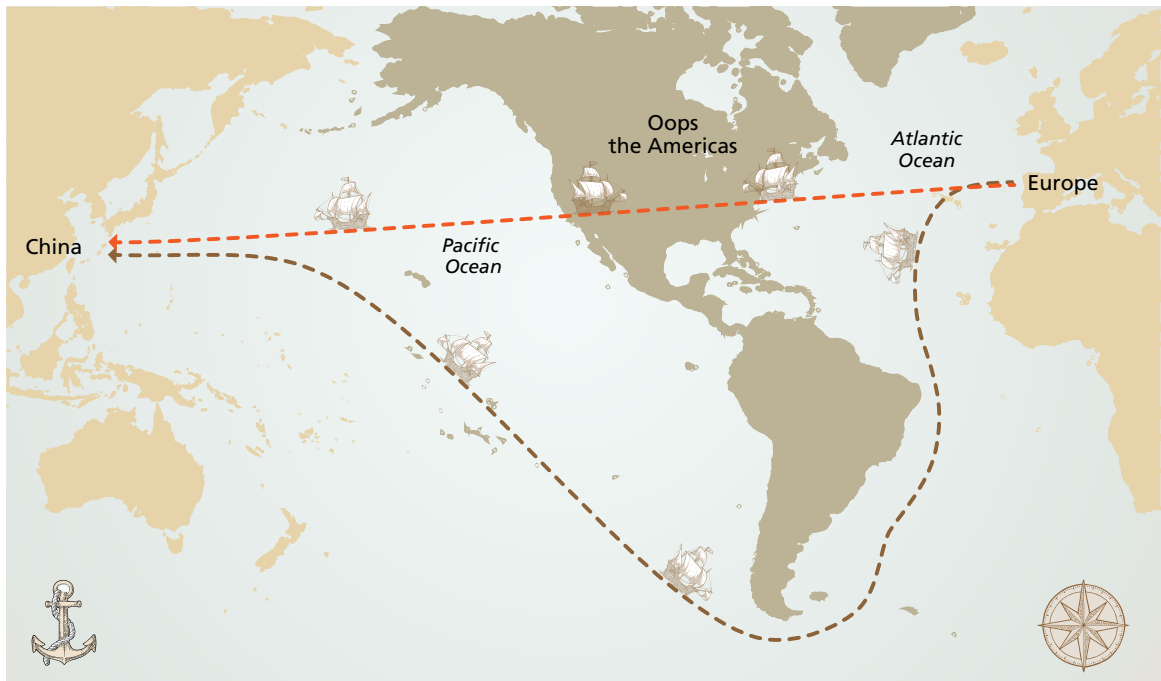 Oops
the Americas
Atlantic
Ocean
Europe
China
Pacific
Ocean